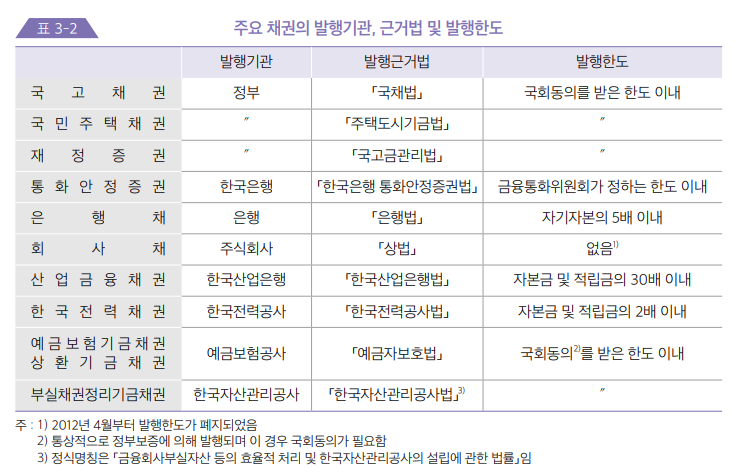 표 3-2 주요 채권의 발행기관, 근거법 및 발행한도
발행기관 발행근거법 발행한도
국고채권 정부 「국채법」 국회동의를 받은 한도 이내
국민주택채권 〃 「주택도시기금법」 〃
재정증권 〃 「국고금관리법」 〃
통화안정증권 한국은행 「한국은행 통화안정증권법」 금융통화위원회가 정하는 한도 이내
은행채 은행 「은행법」 자기자본의 5배 이내
회사채 주식회사 「상법」 없음1)
산업금융채권 한국산업은행 「한국산업은행법」 자본금 및 적립금의 30배 이내
한국전력채권 한국전력공사 「한국전력공사법」 자본금 및 적립금의 2배 이내
예금보험기금채권
상환기금채권 예금보험공사 「예금자보호법」 국회동의2)를 받은 한도 이내
부실채권정리기금채권 한국자산관리공사 「한국자산관리공사법」3) 〃
주 : 1) 2012년 4월부터 발행한도가 폐지되었음
2) 통상적으로 정부보증에 의해 발행되며 이 경우 국회동의가 필요함
3) 정식명칭은 「금융회사부실자산 등의 효율적 처리 및 한국자산관리공사의 설립에 관한 법률」임